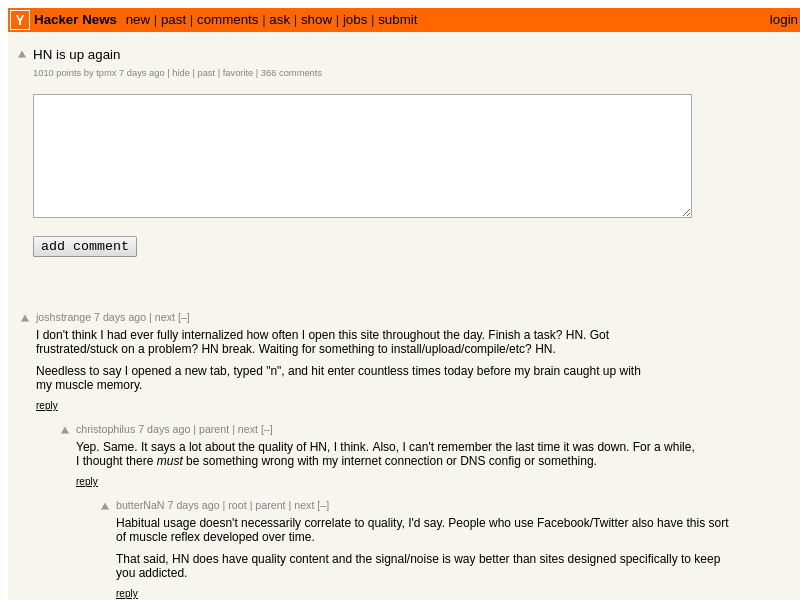 Y Hacker News new | past | comments | ask | show | jobs | submit login
HN is up again
1010 points by tpmx 7 days ago | hide | past | favorite | 366 comments
add comment
joshstrange 7 days ago | next [–]
I don't think I had ever fully internalized how often I open this site throughout the day. Finish a task? HN. Got
frustrated/stuck on a problem? HN break. Waiting for something to install/upload/compile/etc? HN.
Needless to say I opened a new tab, typed "n", and hit enter countless times today before my brain caught up with
my muscle memory.
reply
christophilus 7 days ago | parent | next [–]
Yep. Same. It says a lot about the quality of HN, I think. Also, I can't remember the last time it was down. For a while,
I thought there must be something wrong with my internet connection or DNS config or something.
reply
butterNaN 7 days ago | root | parent | next [–]
Habitual usage doesn't necessarily correlate to quality, I'd say. People who use Facebook/Twitter also have this sort
of muscle reflex developed over time.
That said, HN does have quality content and the signal/noise is way better than sites designed specifically to keep
you addicted.
reply